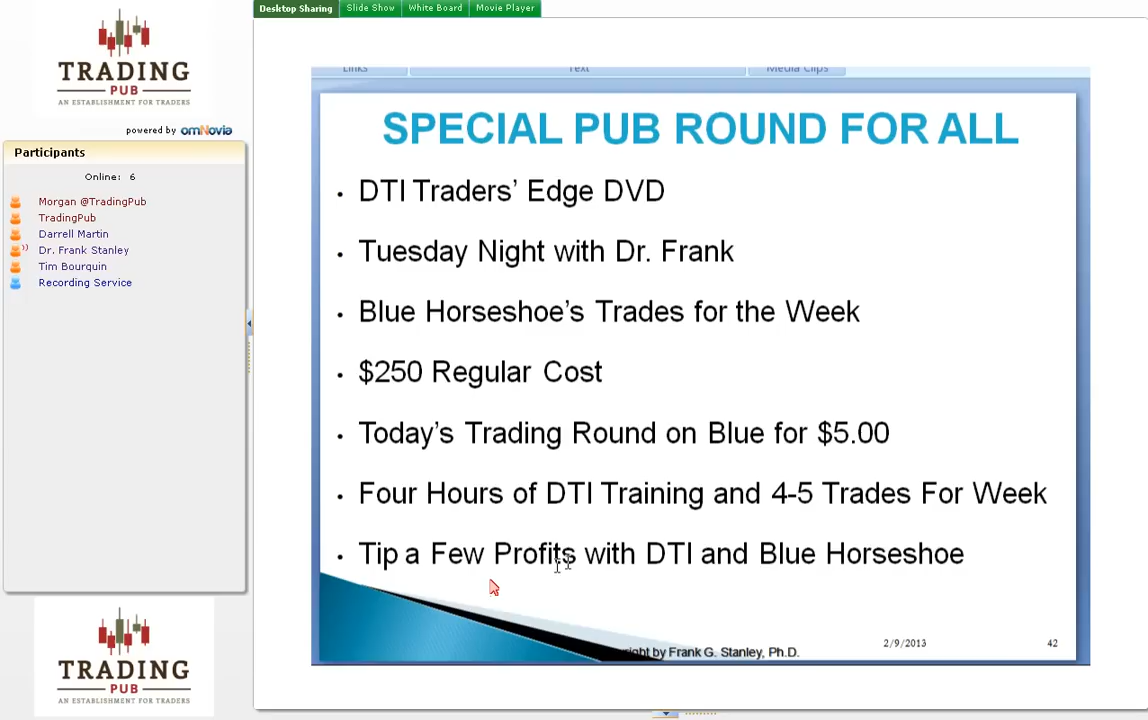 Desktop Sharing
Slide Show
White Board
Movie Player
TRADING
PUB
AN ESTABLISHMENT FOR TRADERS
powered by omNovia
Participants
Online: 6
Morgan @TradingPub
TradingPub
Darrell Martin
Dr. Frank Stanley
Tim Bourquin
Recording Service
TRADING
PUB
AN ESTABLISHMENT FOR TRADERS
Links
Text
Media Clips
SPECIAL PUB ROUND FOR ALL
• DTI Traders' Edge DVD
• Tuesday Night with Dr. Frank
• Blue Horseshoe's Trades for the Week
• $250 Regular Cost
• Today's Trading Round on Blue for $5.00
• Four Hours of DTI Training and 4-5 Trades For Week
• Tip a Few Profits with DTI and Blue Horseshoe
by Frank G. Stanley, Ph.D.
2/9/2013
42